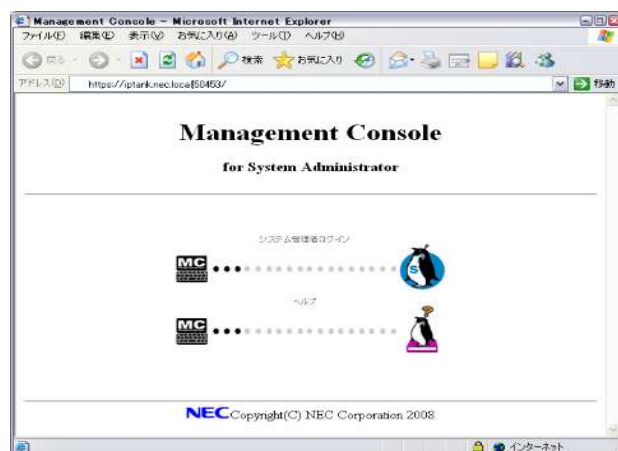 Management Console - Microsoft Internet Explorer
ファイル(F) 編集(E) 表示(V) お気に入り(A) ツール(T) ヘルプ(H)
戻る 検索 お気に入り
アドレス(D) https://iptank.nec.local:50453/ 移動
Management Console
for System Administrator
システム管理者ログイン
MC S
ヘルプ
MC
NEC Copyright(C) NEC Corporation 2008
インターネット